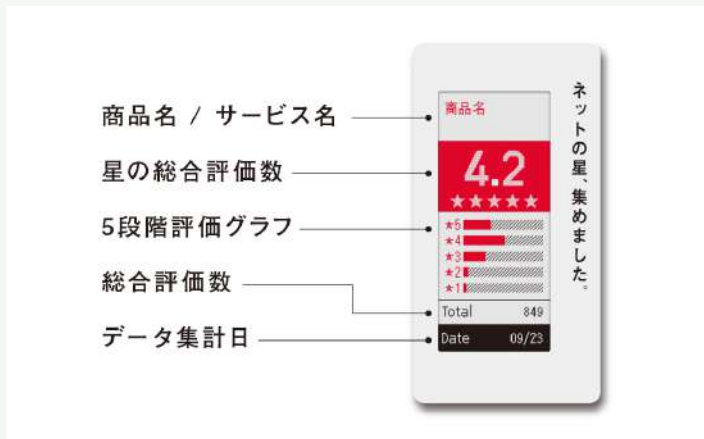 商品名 / サービス名
星の総合評価数
5段階評価グラフ
総合評価数
データ集計日
商品名
4.2
★★★★★
★5
★4
★3
★2
★1
Total 849
Date 09/23
ネットの星、集めました。